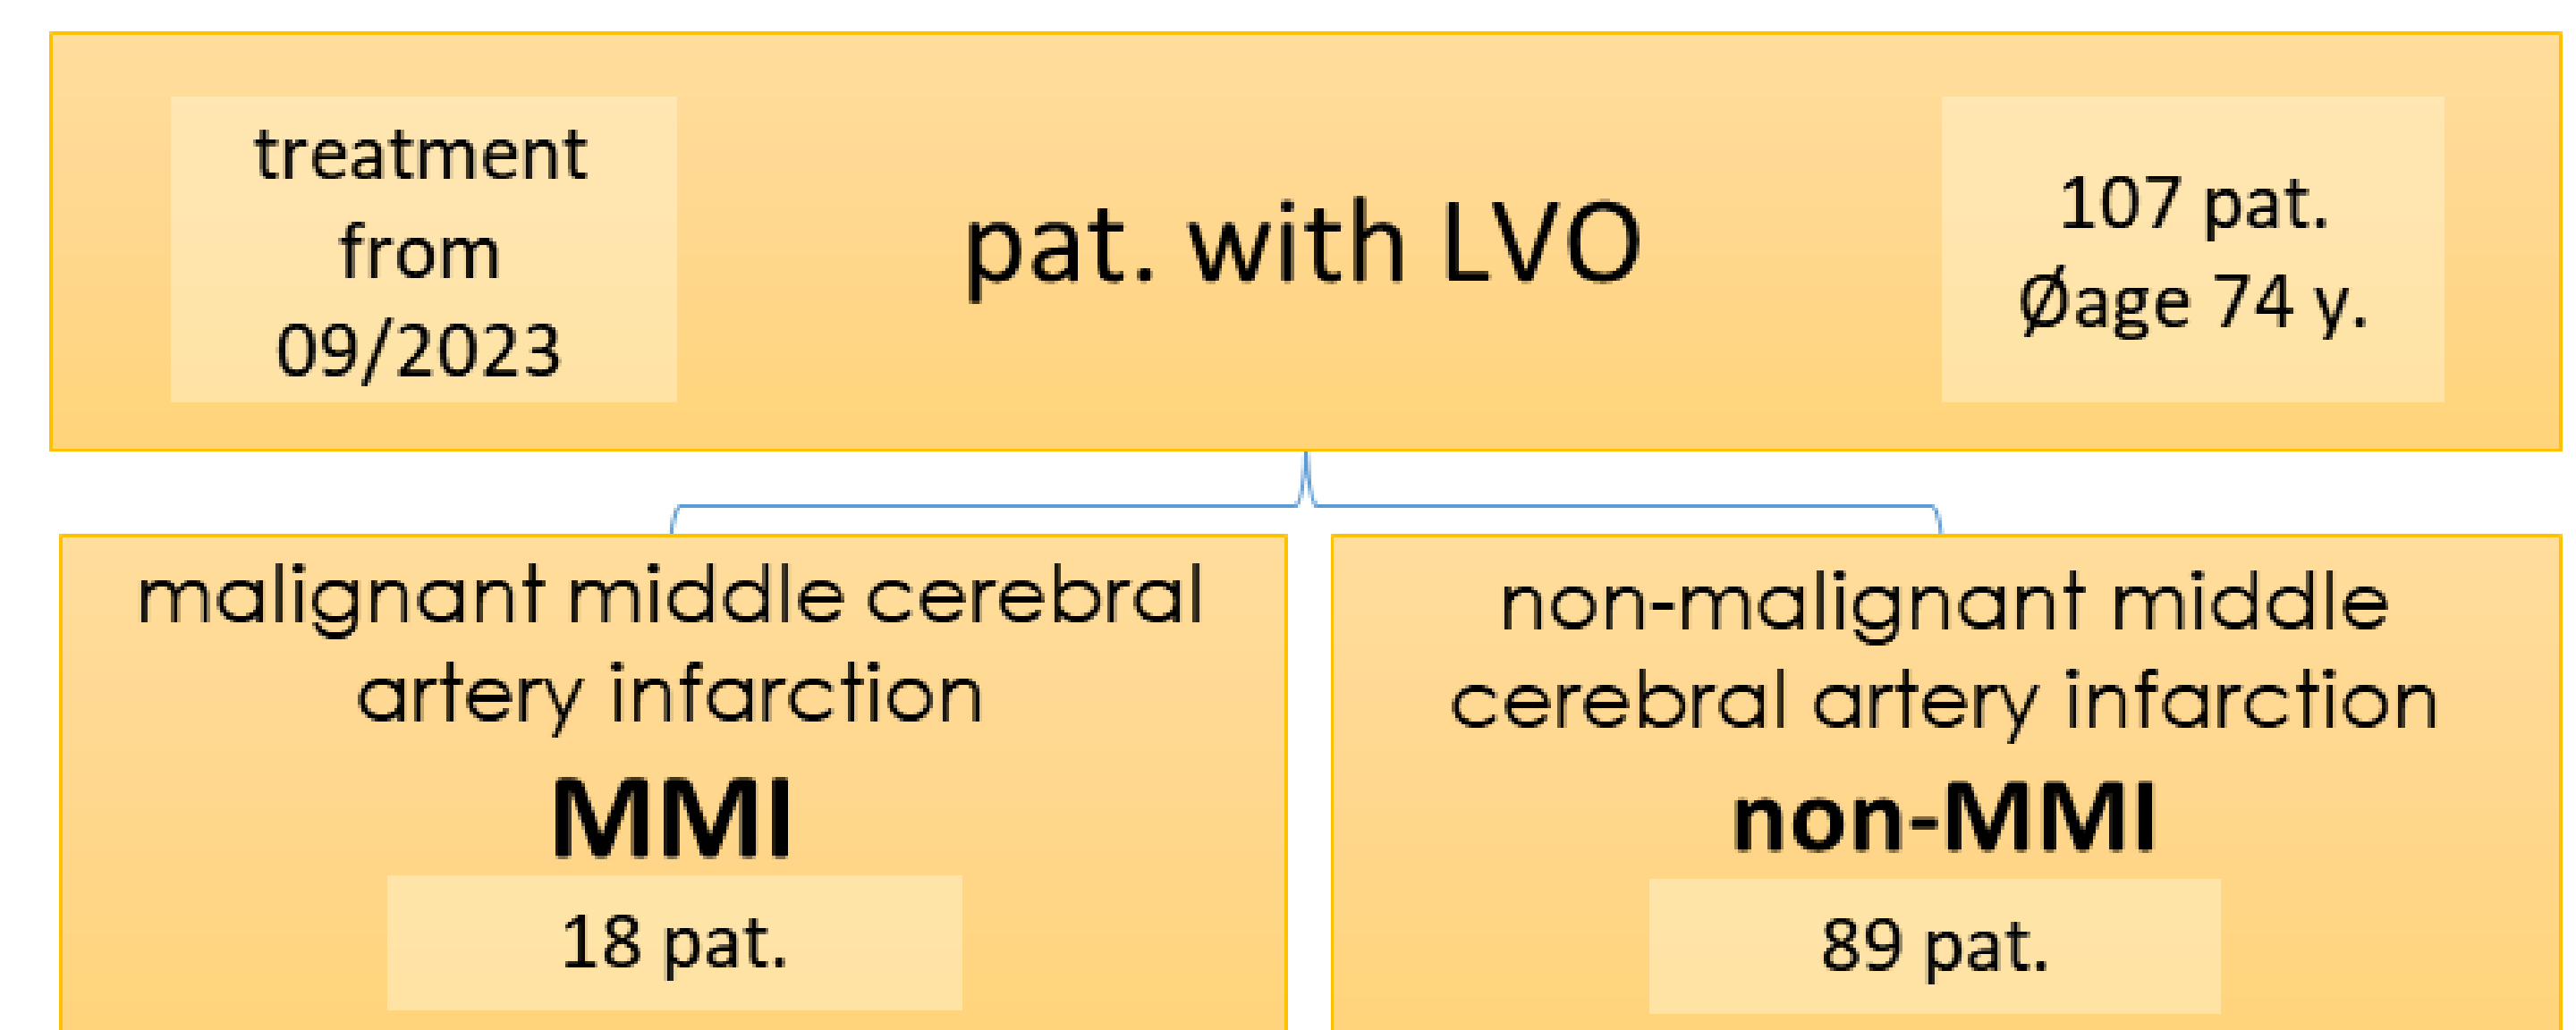 treatment
from
09/2023
pat. with LVO
107 pat.
Øage 74 y.
malignant middle cerebral
artery infarction
MMI
18 pat.
non-malignant middle
cerebral artery infarction
non-MMI
89 pat.